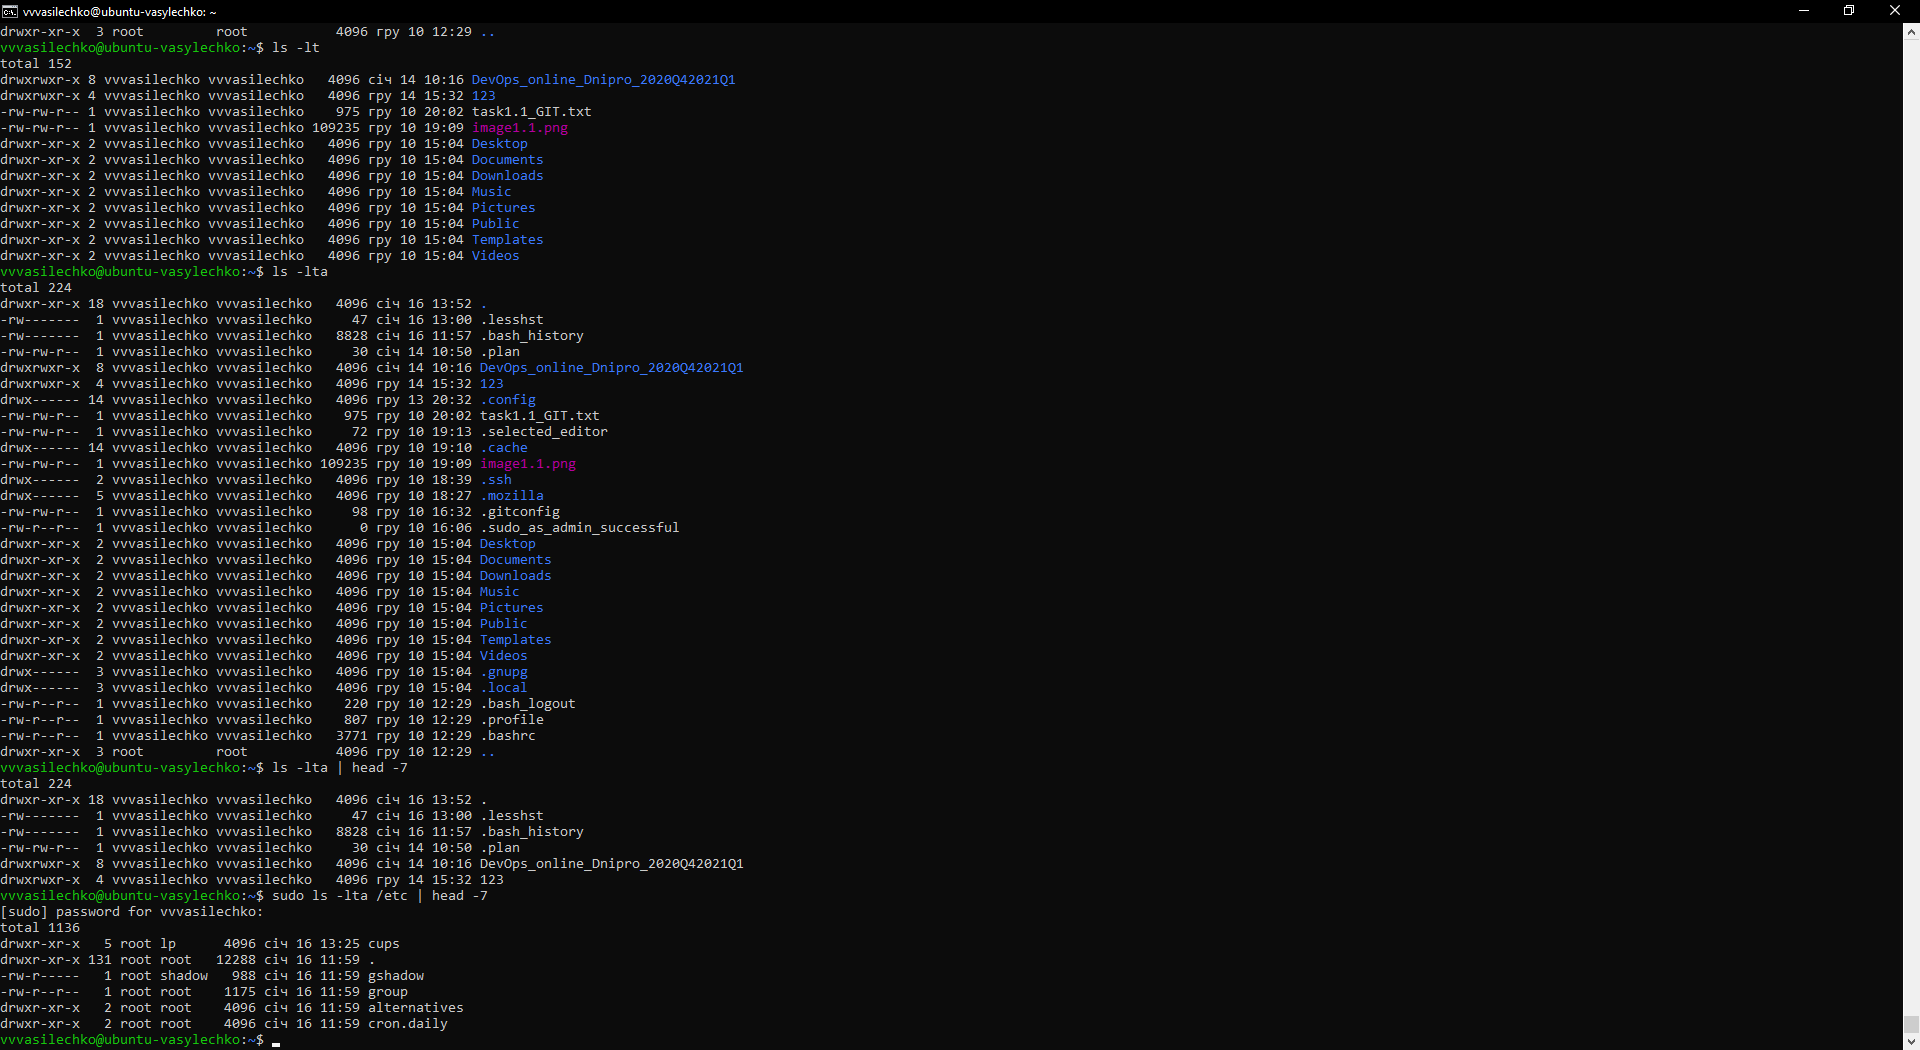 vvvasilechko@ubuntu-vasylechko: ~
drwxr-xr-x  3 root         root           4096 гру 10 12:29 ..
vvvasilechko@ubuntu-vasylechko:~$ ls -lt
total 152
drwxrwxr-x 8 vvvasilechko vvvasilechko   4096 січ 14 10:16 DevOps_online_Dnipro_2020Q42021Q1
drwxrwxr-x 4 vvvasilechko vvvasilechko   4096 гру 14 15:32 123
-rw-rw-r-- 1 vvvasilechko vvvasilechko    975 гру 10 20:02 task1.1_GIT.txt
-rw-rw-r-- 1 vvvasilechko vvvasilechko 109235 гру 10 19:09 image1.1.png
drwxr-xr-x 2 vvvasilechko vvvasilechko   4096 гру 10 15:04 Desktop
drwxr-xr-x 2 vvvasilechko vvvasilechko   4096 гру 10 15:04 Documents
drwxr-xr-x 2 vvvasilechko vvvasilechko   4096 гру 10 15:04 Downloads
drwxr-xr-x 2 vvvasilechko vvvasilechko   4096 гру 10 15:04 Music
drwxr-xr-x 2 vvvasilechko vvvasilechko   4096 гру 10 15:04 Pictures
drwxr-xr-x 2 vvvasilechko vvvasilechko   4096 гру 10 15:04 Public
drwxr-xr-x 2 vvvasilechko vvvasilechko   4096 гру 10 15:04 Templates
drwxr-xr-x 2 vvvasilechko vvvasilechko   4096 гру 10 15:04 Videos
vvvasilechko@ubuntu-vasylechko:~$ ls -lta
total 224
drwxr-xr-x 18 vvvasilechko vvvasilechko   4096 січ 16 13:52 .
-rw-------  1 vvvasilechko vvvasilechko     47 січ 16 13:00 .lesshst
-rw-------  1 vvvasilechko vvvasilechko   8828 січ 16 11:57 .bash_history
-rw-rw-r--  1 vvvasilechko vvvasilechko     30 січ 14 10:50 .plan
drwxrwxr-x  8 vvvasilechko vvvasilechko   4096 січ 14 10:16 DevOps_online_Dnipro_2020Q42021Q1
drwxrwxr-x  4 vvvasilechko vvvasilechko   4096 гру 14 15:32 123
drwx------ 14 vvvasilechko vvvasilechko   4096 гру 13 20:32 .config
-rw-rw-r--  1 vvvasilechko vvvasilechko    975 гру 10 20:02 task1.1_GIT.txt
-rw-rw-r--  1 vvvasilechko vvvasilechko     72 гру 10 19:13 .selected_editor
drwx------ 14 vvvasilechko vvvasilechko   4096 гру 10 19:10 .cache
-rw-rw-r--  1 vvvasilechko vvvasilechko 109235 гру 10 19:09 image1.1.png
drwx------  2 vvvasilechko vvvasilechko   4096 гру 10 18:39 .ssh
drwx------  5 vvvasilechko vvvasilechko   4096 гру 10 18:27 .mozilla
-rw-rw-r--  1 vvvasilechko vvvasilechko     98 гру 10 16:32 .gitconfig
-rw-r--r--  1 vvvasilechko vvvasilechko      0 гру 10 16:06 .sudo_as_admin_successful
drwxr-xr-x  2 vvvasilechko vvvasilechko   4096 гру 10 15:04 Desktop
drwxr-xr-x  2 vvvasilechko vvvasilechko   4096 гру 10 15:04 Documents
drwxr-xr-x  2 vvvasilechko vvvasilechko   4096 гру 10 15:04 Downloads
drwxr-xr-x  2 vvvasilechko vvvasilechko   4096 гру 10 15:04 Music
drwxr-xr-x  2 vvvasilechko vvvasilechko   4096 гру 10 15:04 Pictures
drwxr-xr-x  2 vvvasilechko vvvasilechko   4096 гру 10 15:04 Public
drwxr-xr-x  2 vvvasilechko vvvasilechko   4096 гру 10 15:04 Templates
drwxr-xr-x  2 vvvasilechko vvvasilechko   4096 гру 10 15:04 Videos
drwx------  3 vvvasilechko vvvasilechko   4096 гру 10 15:04 .gnupg
drwx------  3 vvvasilechko vvvasilechko   4096 гру 10 15:04 .local
-rw-r--r--  1 vvvasilechko vvvasilechko    220 гру 10 12:29 .bash_logout
-rw-r--r--  1 vvvasilechko vvvasilechko    807 гру 10 12:29 .profile
-rw-r--r--  1 vvvasilechko vvvasilechko   3771 гру 10 12:29 .bashrc
drwxr-xr-x  3 root         root           4096 гру 10 12:29 ..
vvvasilechko@ubuntu-vasylechko:~$ ls -lta | head -7
total 224
drwxr-xr-x 18 vvvasilechko vvvasilechko   4096 січ 16 13:52 .
-rw-------  1 vvvasilechko vvvasilechko     47 січ 16 13:00 .lesshst
-rw-------  1 vvvasilechko vvvasilechko   8828 січ 16 11:57 .bash_history
-rw-rw-r--  1 vvvasilechko vvvasilechko     30 січ 14 10:50 .plan
drwxrwxr-x  8 vvvasilechko vvvasilechko   4096 січ 14 10:16 DevOps_online_Dnipro_2020Q42021Q1
drwxrwxr-x  4 vvvasilechko vvvasilechko   4096 гру 14 15:32 123
vvvasilechko@ubuntu-vasylechko:~$ sudo ls -lta /etc | head -7
[sudo] password for vvvasilechko:
total 1136
drwxr-xr-x   5 root lp      4096 січ 16 13:25 cups
drwxr-xr-x 131 root root   12288 січ 16 11:59 .
-rw-r-----   1 root shadow   988 січ 16 11:59 gshadow
-rw-r--r--   1 root root    1175 січ 16 11:59 group
drwxr-xr-x   2 root root    4096 січ 16 11:59 alternatives
drwxr-xr-x   2 root root    4096 січ 16 11:59 cron.daily
vvvasilechko@ubuntu-vasylechko:~$